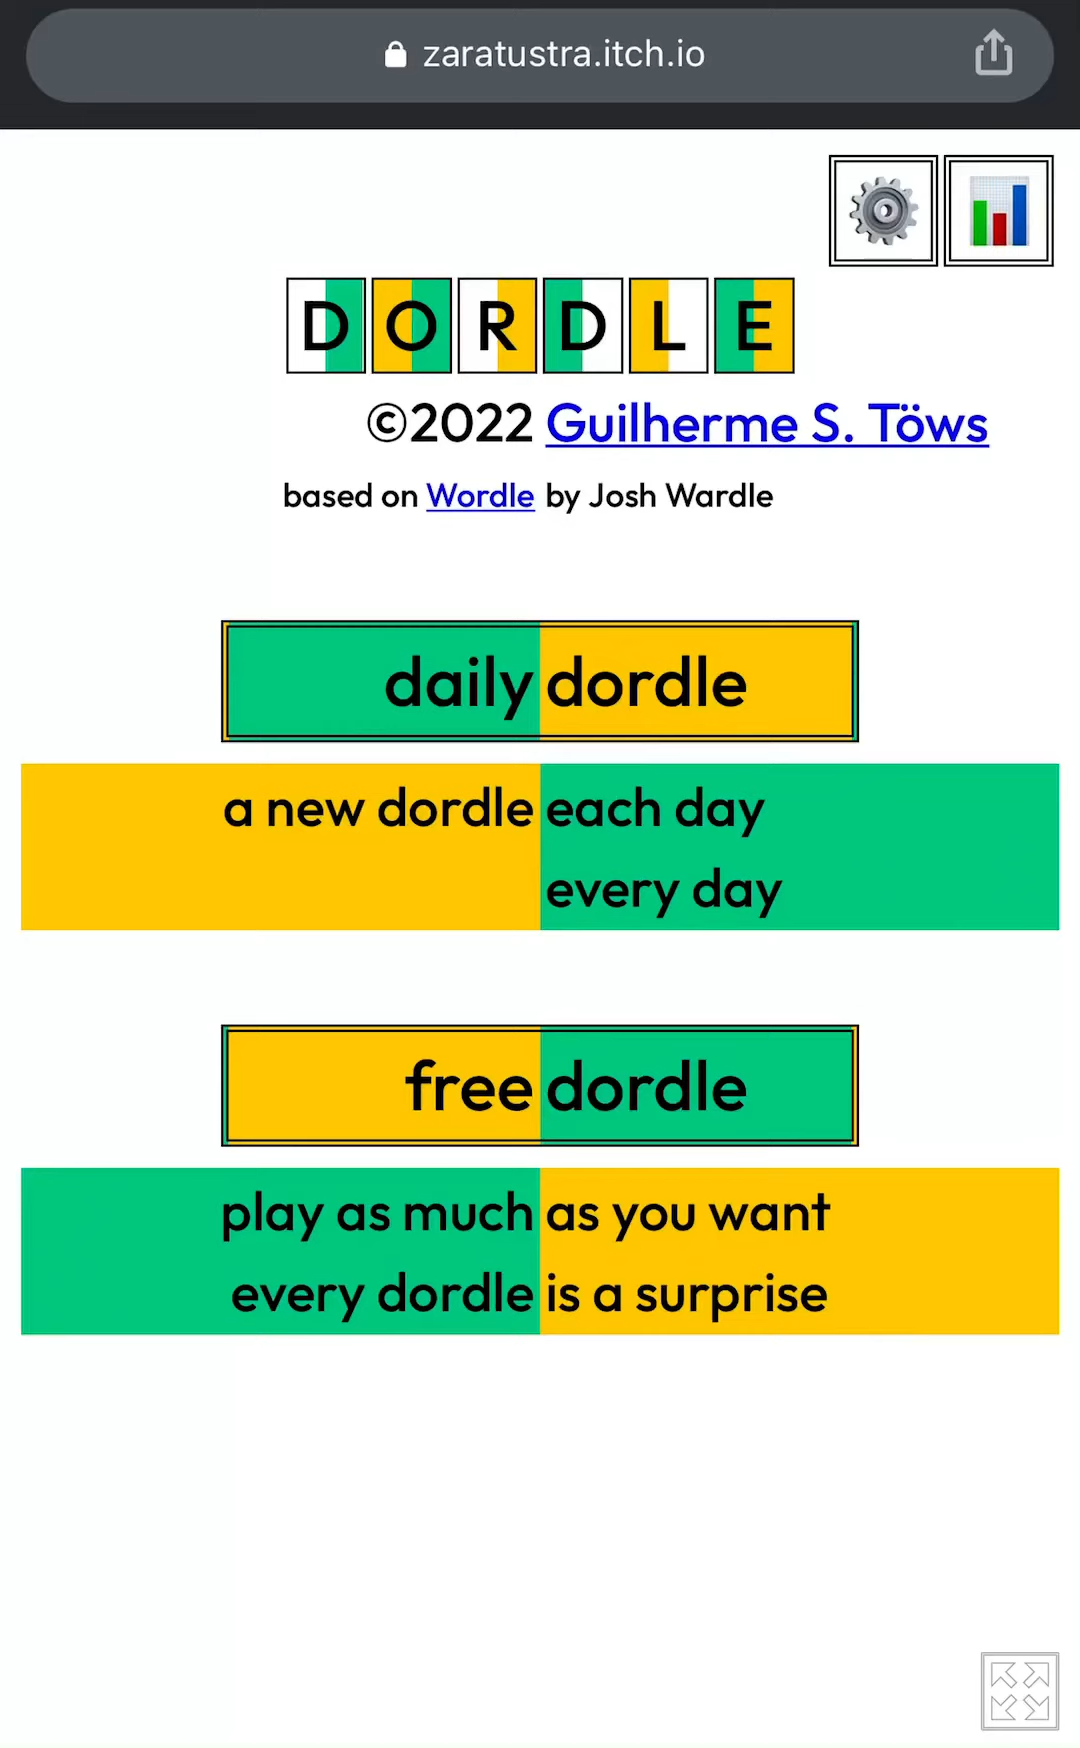 zaratustra.itch.io
DORDLE
©2022 Guilherme S. Töws
based on Wordle by Josh Wardle
daily dordle
a new dordle each day
every day
free dordle
play as much as you want
every dordle is a surprise